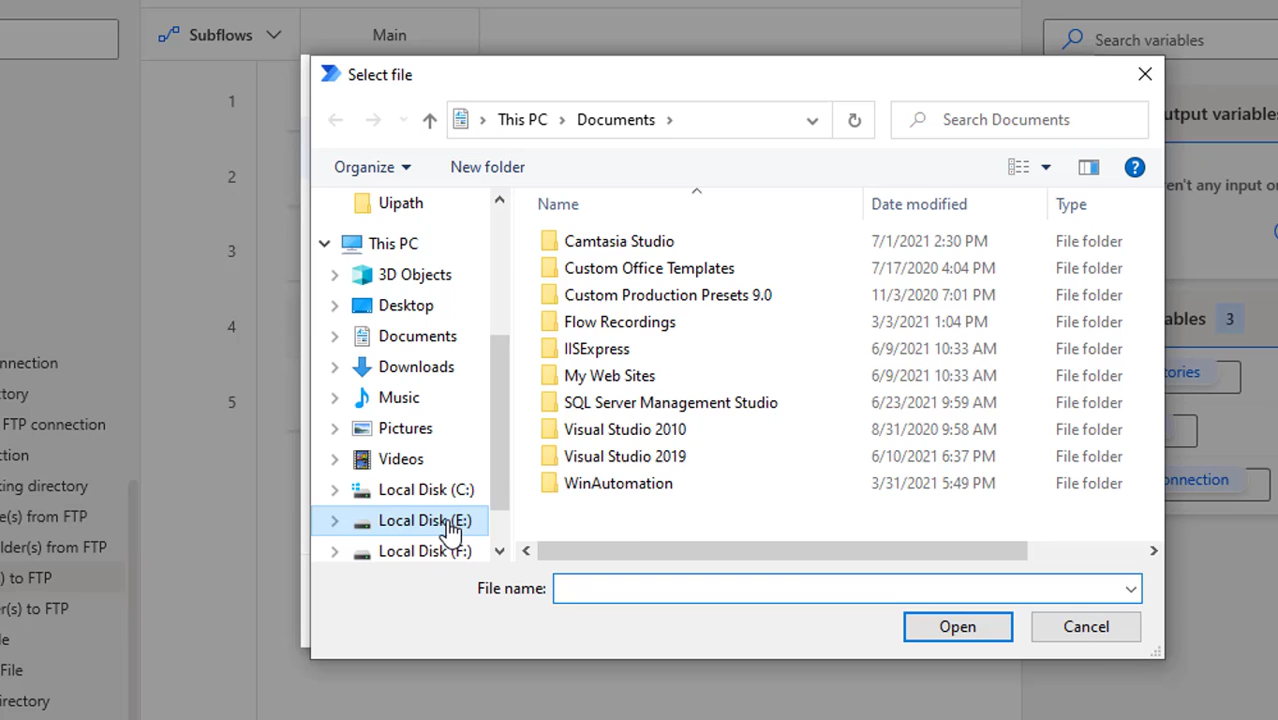 Subflows
Main
Search variables
1
2
3
4
5
onnection
tory
FTP connection
ction
ting directory
e(s) from FTP
lder(s) from FTP
) to FTP
r(s) to FTP
le
File
irectory
Select file
This PC
Documents
Search Documents
Organize
New folder
Uipath
This PC
3D Objects
Desktop
Documents
Downloads
Music
Pictures
Videos
Local Disk (C:)
Local Disk (E:)
Local Disk (F:)
Name
Date modified
Type
Camtasia Studio 7/1/2021 2:30 PM File folder
Custom Office Templates 7/17/2020 4:04 PM File folder
Custom Production Presets 9.0 11/3/2020 7:01 PM File folder
Flow Recordings 3/3/2021 1:04 PM File folder
IISExpress 6/9/2021 10:33 AM File folder
My Web Sites 6/9/2021 10:33 AM File folder
SQL Server Management Studio 6/23/2021 9:59 AM File folder
Visual Studio 2010 8/31/2020 9:58 AM File folder
Visual Studio 2019 6/10/2021 6:37 PM File folder
WinAutomation 3/31/2021 5:49 PM File folder
File name:
Open
Cancel
utput variables
en't any input o
ables 3
tories
onnection